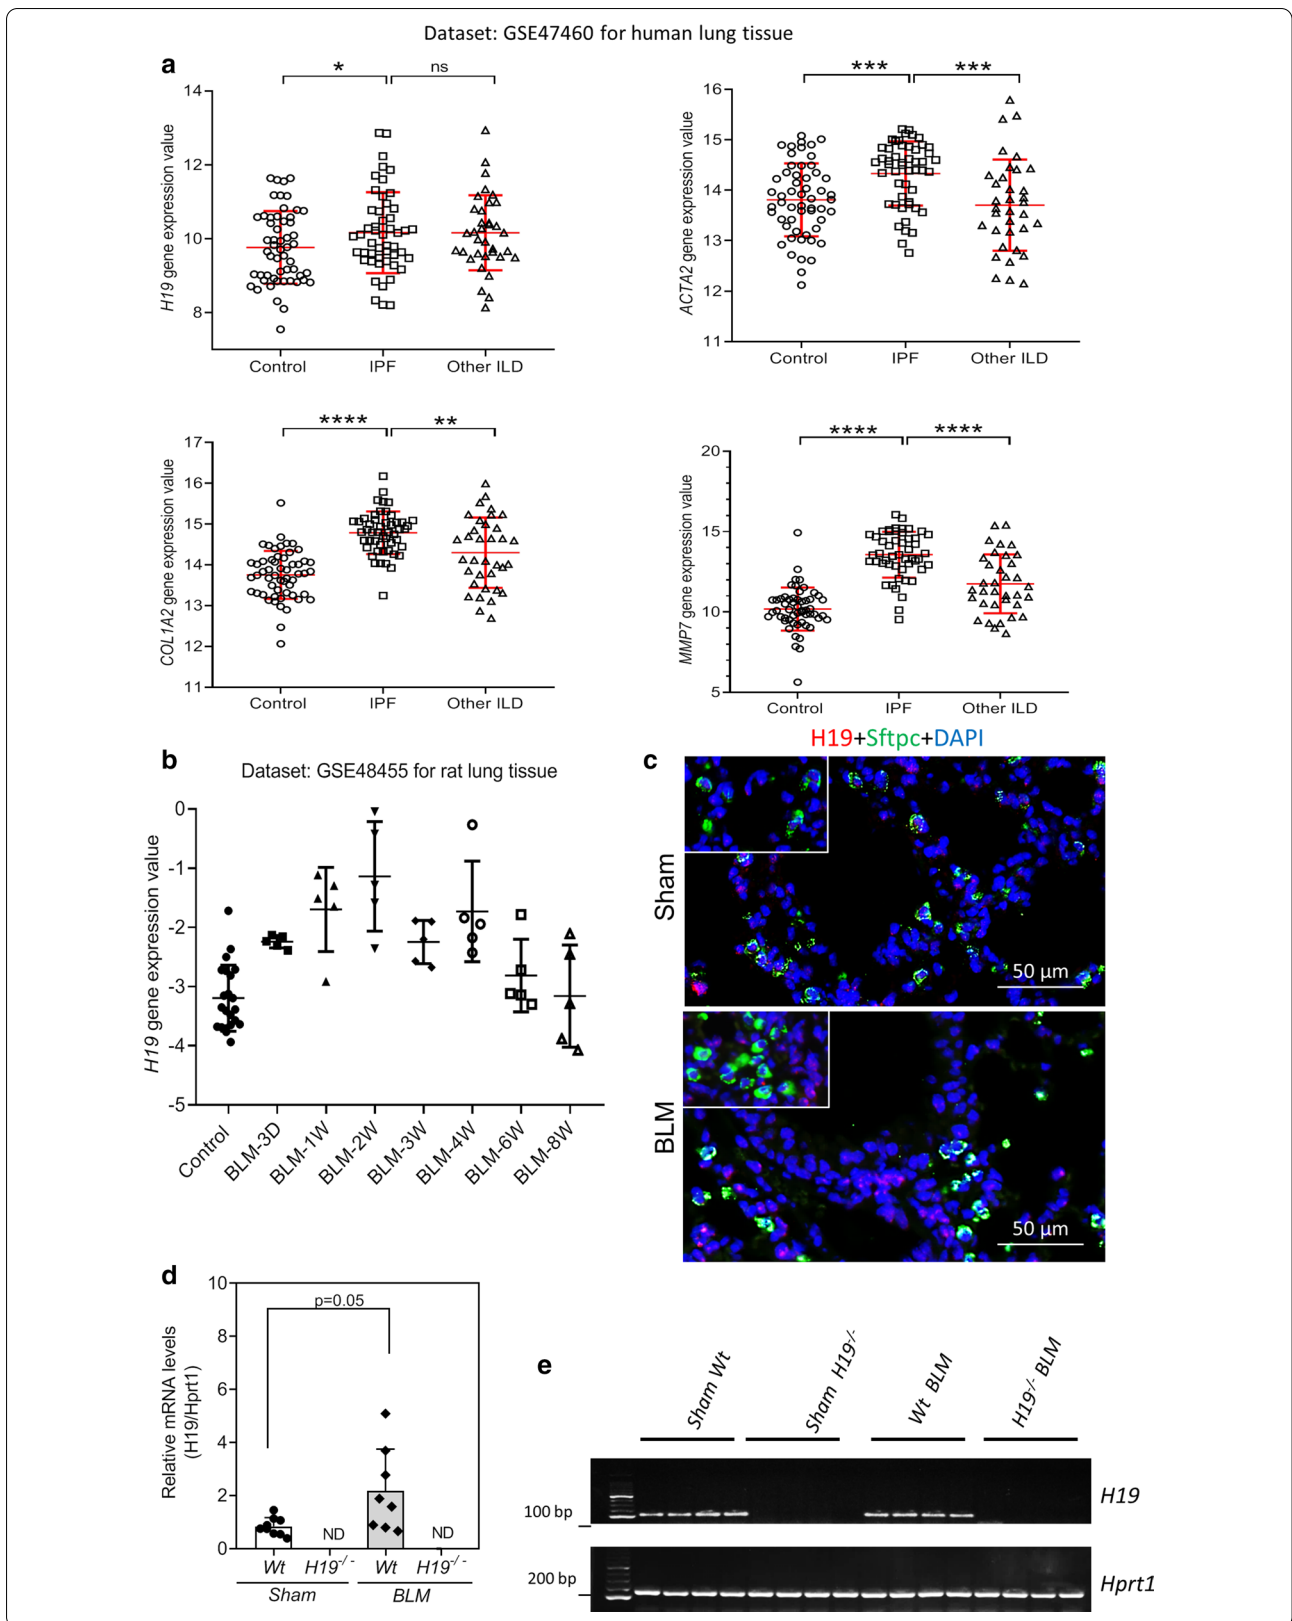 Dataset: GSE47460 for human lung tissue
a
* ns
H19 gene expression value
14
12
10
8
Control IPF Other ILD
*** ***
ACTA2 gene expression value
16
15
14
13
12
11
Control IPF Other ILD
**** **
COL1A2 gene expression value
17
16
15
14
13
12
11
Control IPF Other ILD
**** ****
MMP7 gene expression value
20
15
10
5
Control IPF Other ILD
b
Dataset: GSE48455 for rat lung tissue
H19 gene expression value
0
-1
-2
-3
-4
-5
Control BLM-3D BLM-1W BLM-2W BLM-3W BLM-4W BLM-6W BLM-8W
c
H19+Sftpc+DAPI
Sham
50 µm
BLM
50 µm
d
Relative mRNA levels
(H19/Hprt1)
10
8
6
4
2
0
p=0.05
ND ND
Wt H19-/- Wt H19-/-
Sham BLM
e
Sham Wt Sham H19-/- Wt BLM H19-/- BLM
100 bp H19
200 bp Hprt1